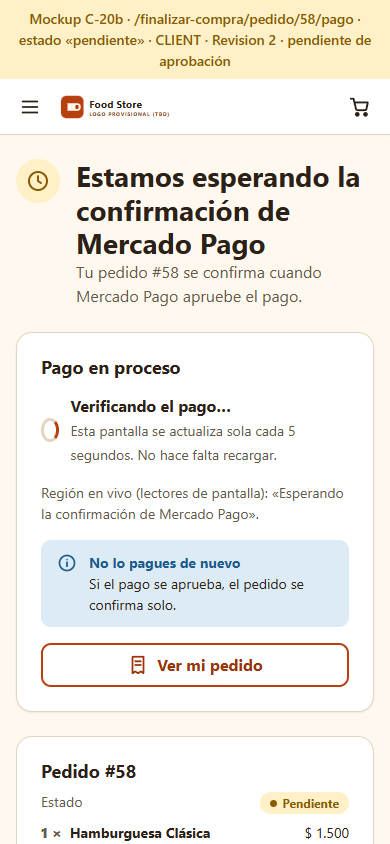 Mockup C-20b · /finalizar-compra/pedido/58/pago ·
estado «pendiente» · CLIENT · Revision 2 · pendiente de
aprobación
Food Store
LOGO PROVISIONAL (TBD)
Estamos esperando la
confirmación de
Mercado Pago
Tu pedido #58 se confirma cuando
Mercado Pago apruebe el pago.
Pago en proceso
Verificando el pago…
Esta pantalla se actualiza sola cada 5
segundos. No hace falta recargar.
Región en vivo (lectores de pantalla): «Esperando
la confirmación de Mercado Pago».
No lo pagues de nuevo
Si el pago se aprueba, el pedido se
confirma solo.
Ver mi pedido
Pedido #58
Estado
Pendiente
1 × Hamburguesa Clásica $ 1.500